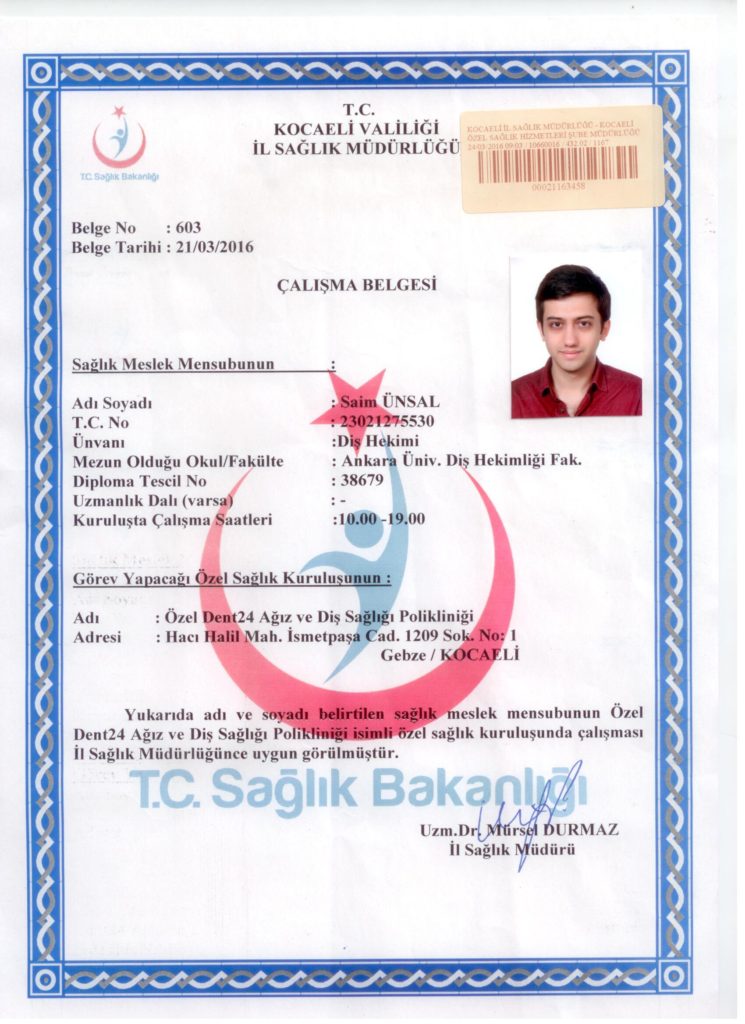 T.C.
KOCAELİ VALİLİĞİ
İL SAĞLIK MÜDÜRLÜĞÜ
T.C. Sağlık Bakanlığı
KOCAELİ İL SAĞLIK MÜDÜRLÜĞÜ - KOCAELİ
ÖZEL SAĞLIK HİZMETLERİ ŞUBE MÜDÜRLÜĞÜ
24/03/2016 09:03 / 10660016 / 432.02 / 1167
00021163458
Belge No : 603
Belge Tarihi : 21/03/2016
ÇALIŞMA BELGESİ
Sağlık Meslek Mensubunun :
Adı Soyadı : Saim ÜNSAL
T.C. No : 23021275530
Ünvanı :Diş Hekimi
Mezun Olduğu Okul/Fakülte : Ankara Üniv. Diş Hekimliği Fak.
Diploma Tescil No : 38679
Uzmanlık Dalı (varsa) : -
Kuruluşta Çalışma Saatleri :10.00 -19.00
Görev Yapacağı Özel Sağlık Kuruluşunun :
Adı : Özel Dent24 Ağız ve Diş Sağlığı Polikliniği
Adresi : Hacı Halil Mah. İsmetpaşa Cad. 1209 Sok. No: 1
Gebze / KOCAELİ
Yukarıda adı ve soyadı belirtilen sağlık meslek mensubunun Özel
Dent24 Ağız ve Diş Sağlığı Polikliniği isimli özel sağlık kuruluşunda çalışması
İl Sağlık Müdürlüğünce uygun görülmüştür.
T.C. Sağlık Bakanlığı
Uzm.Dr. Mürsel DURMAZ
İl Sağlık Müdürü